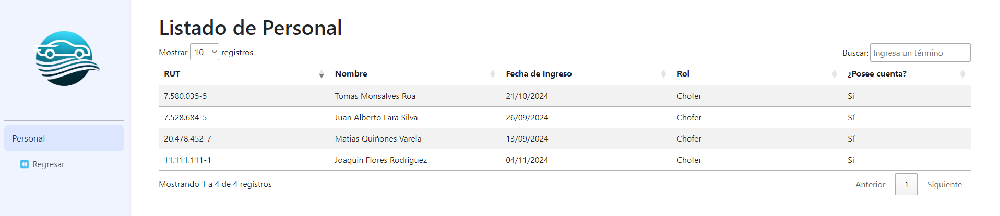 Listado de Personal
Mostrar 10 registros Buscar: Ingresa un término
RUT Nombre Fecha de Ingreso Rol ¿Posee cuenta?
7.580.035-5 Tomas Monsalves Roa 21/10/2024 Chofer Sí
7.528.684-5 Juan Alberto Lara Silva 26/09/2024 Chofer Sí
20.478.452-7 Matias Quiñones Varela 13/09/2024 Chofer Sí
11.111.111-1 Joaquin Flores Rodriguez 04/11/2024 Chofer Sí
Mostrando 1 a 4 de 4 registros Anterior 1 Siguiente
Personal
Regresar